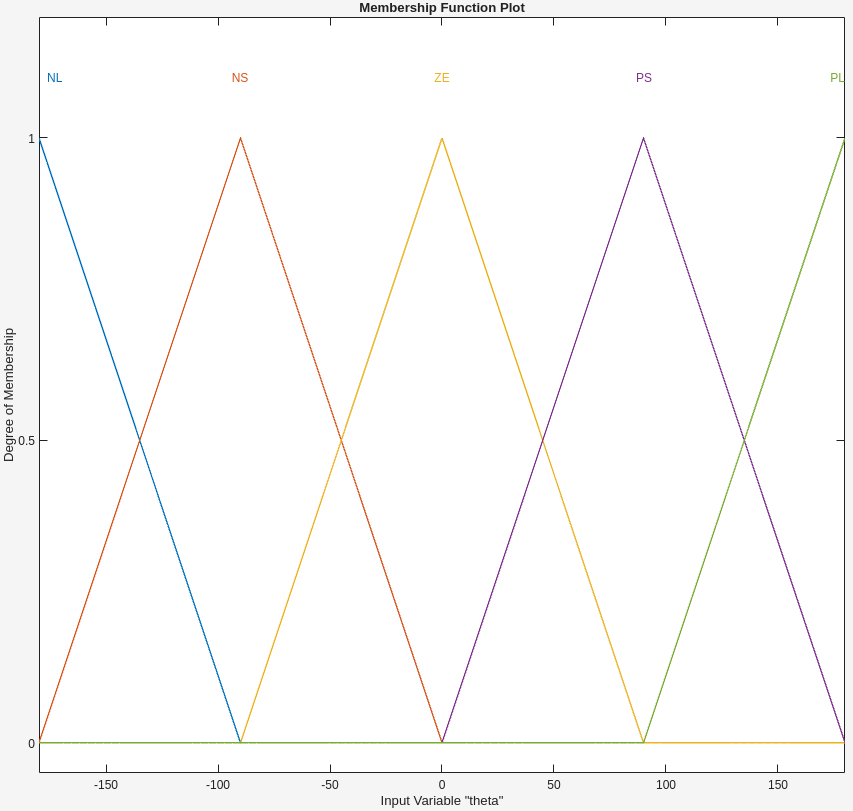 Membership Function Plot
NL NS ZE PS PL
1
0.5
0
Degree of Membership
-150 -100 -50 0 50 100 150
Input Variable "theta"